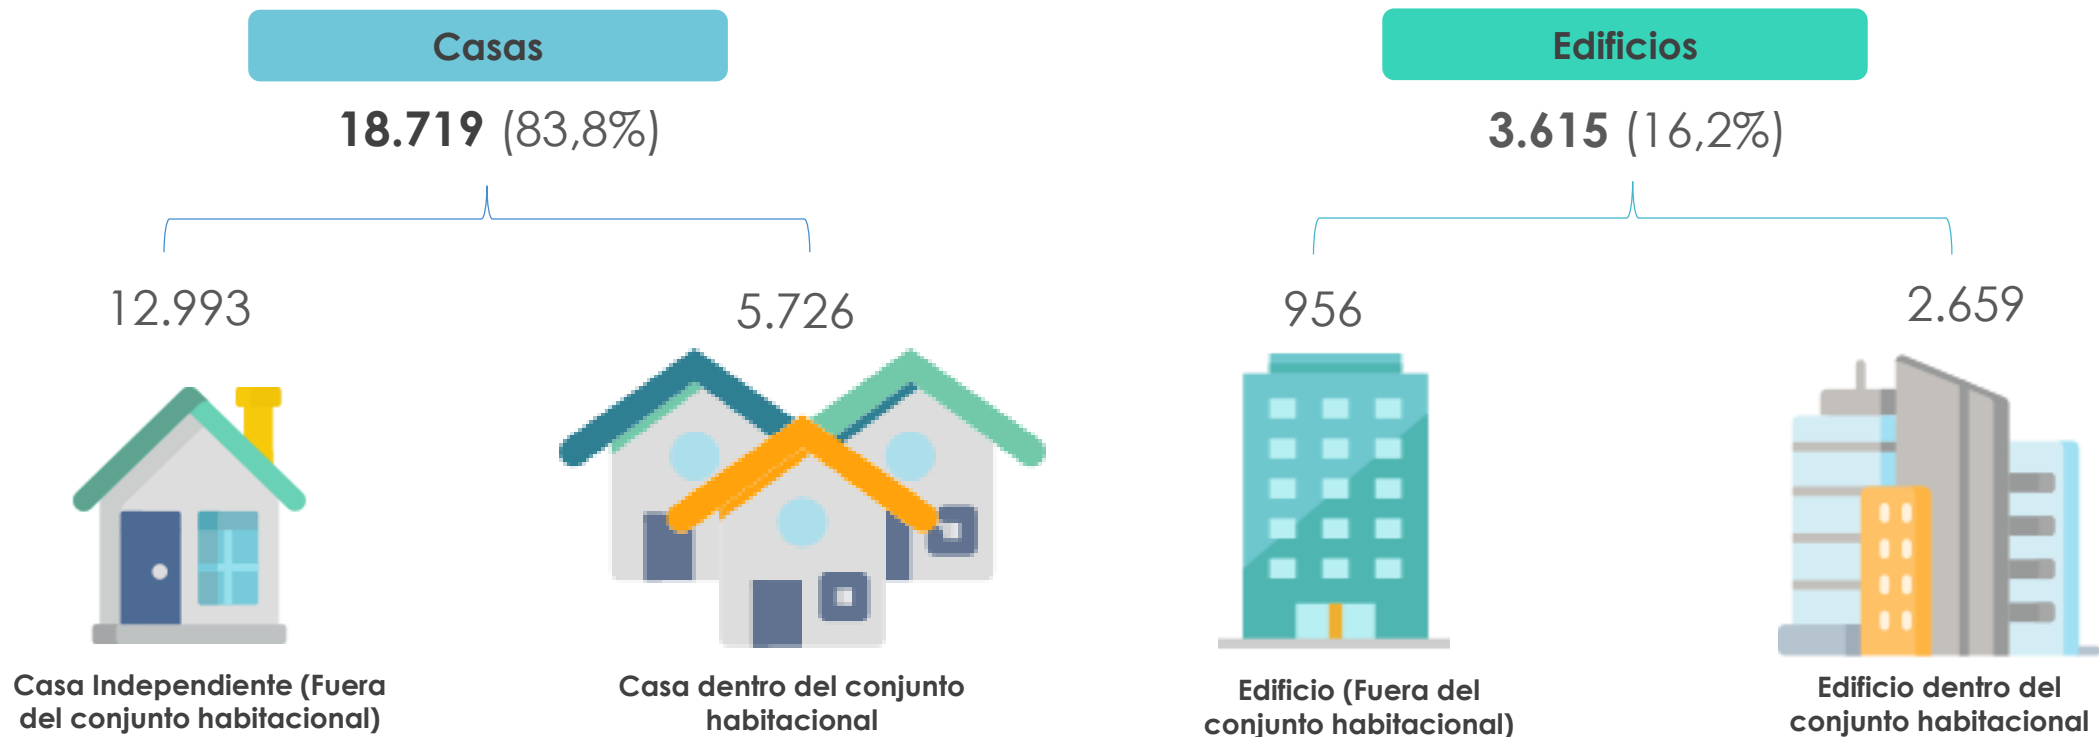 Casas
18.719 (83,8%)
12.993
Casa Independiente (Fuera
del conjunto habitacional)
5.726
Casa dentro del conjunto
habitacional
Edificios
3.615 (16,2%)
956
Edificio (Fuera del
conjunto habitacional)
2.659
Edificio dentro del
conjunto habitacional